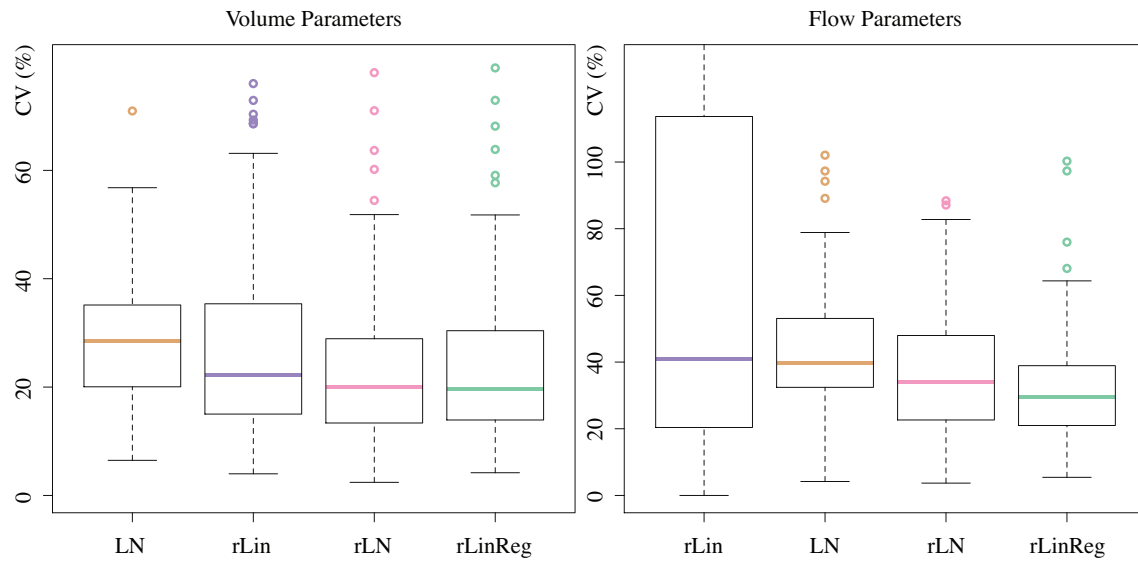 Volume Parameters
CV (%)
0
20
40
60
LN rLin rLN rLinReg
Flow Parameters
CV (%)
0
20
40
60
80
100
rLin LN rLN rLinReg